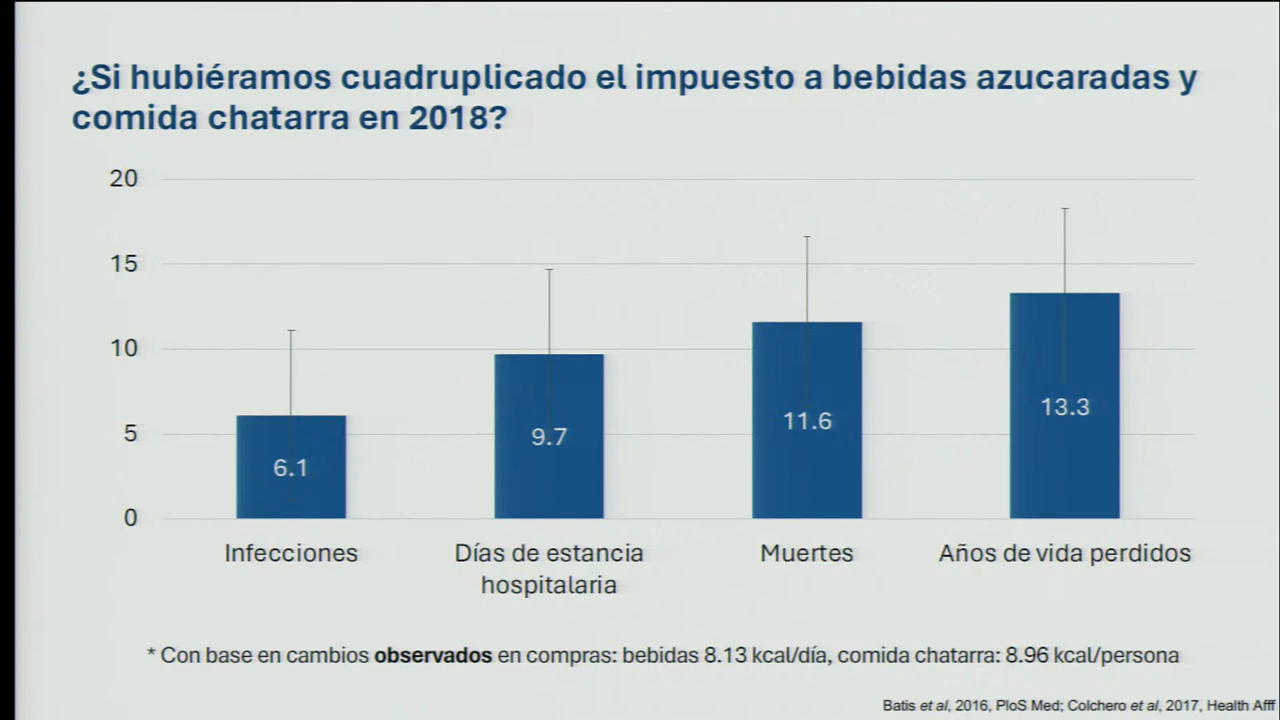 ¿Si hubiéramos cuadruplicado el impuesto a bebidas azucaradas y
comida chatarra en 2018?
20
15
10
5
0
6.1
9.7
11.6
13.3
Infecciones
Días de estancia
hospitalaria
Muertes
Años de vida perdidos
* Con base en cambios observados en compras: bebidas 8.13 kcal/día, comida chatarra: 8.96 kcal/persona
Batis et al, 2016, PloS Med; Colchero et al, 2017, Health Afff